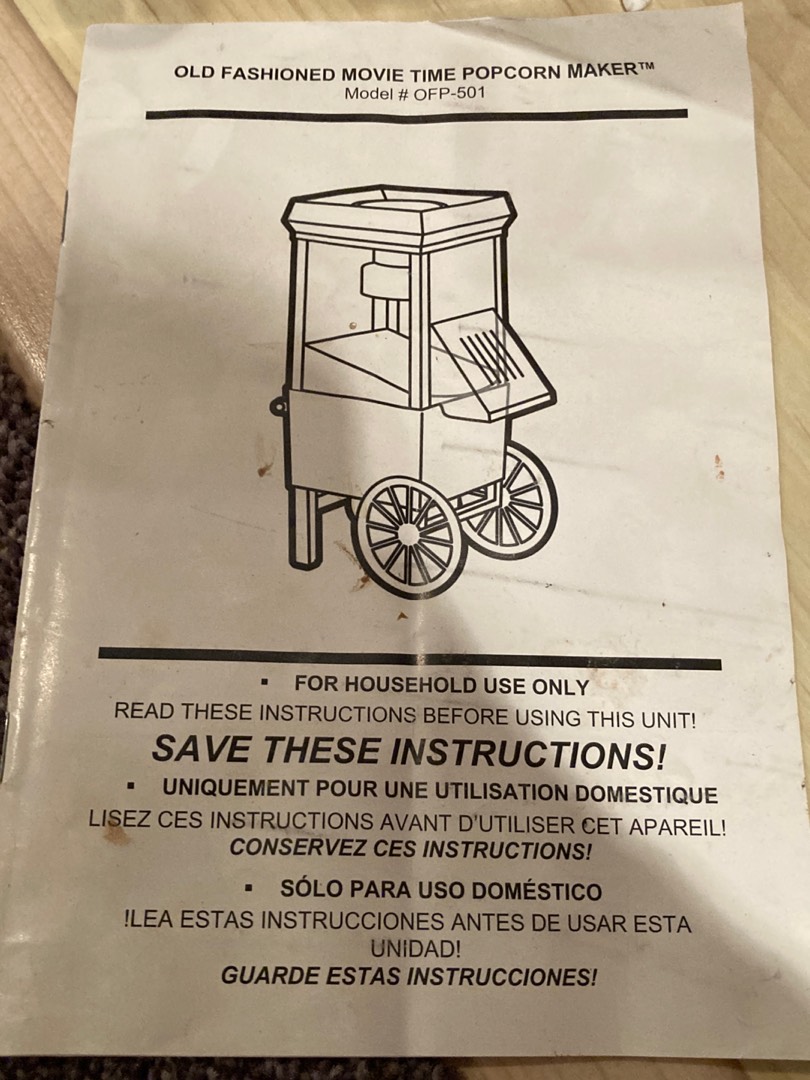 OLD FASHIONED MOVIE TIME POPCORN MAKER™
Model # OFP-501
▪ FOR HOUSEHOLD USE ONLY
READ THESE INSTRUCTIONS BEFORE USING THIS UNIT!
SAVE THESE INSTRUCTIONS!
▪ UNIQUEMENT POUR UNE UTILISATION DOMESTIQUE
LISEZ CES INSTRUCTIONS AVANT D'UTILISER CET APAREIL!
CONSERVEZ CES INSTRUCTIONS!
▪ SÓLO PARA USO DOMÉSTICO
!LEA ESTAS INSTRUCCIONES ANTES DE USAR ESTA
UNIDAD!
GUARDE ESTAS INSTRUCCIONES!